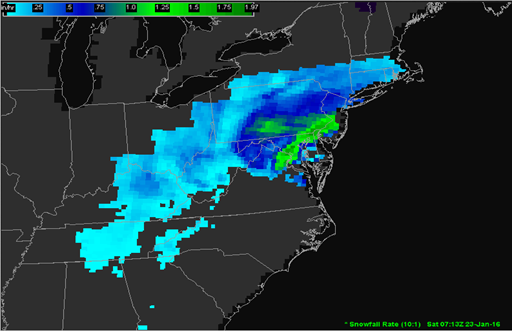 in/hr .25 .5 .75 1.0 1.25 1.5 1.75 1.97
* Snowfall Rate (10:1) Sat 07:13Z 23-Jan-16